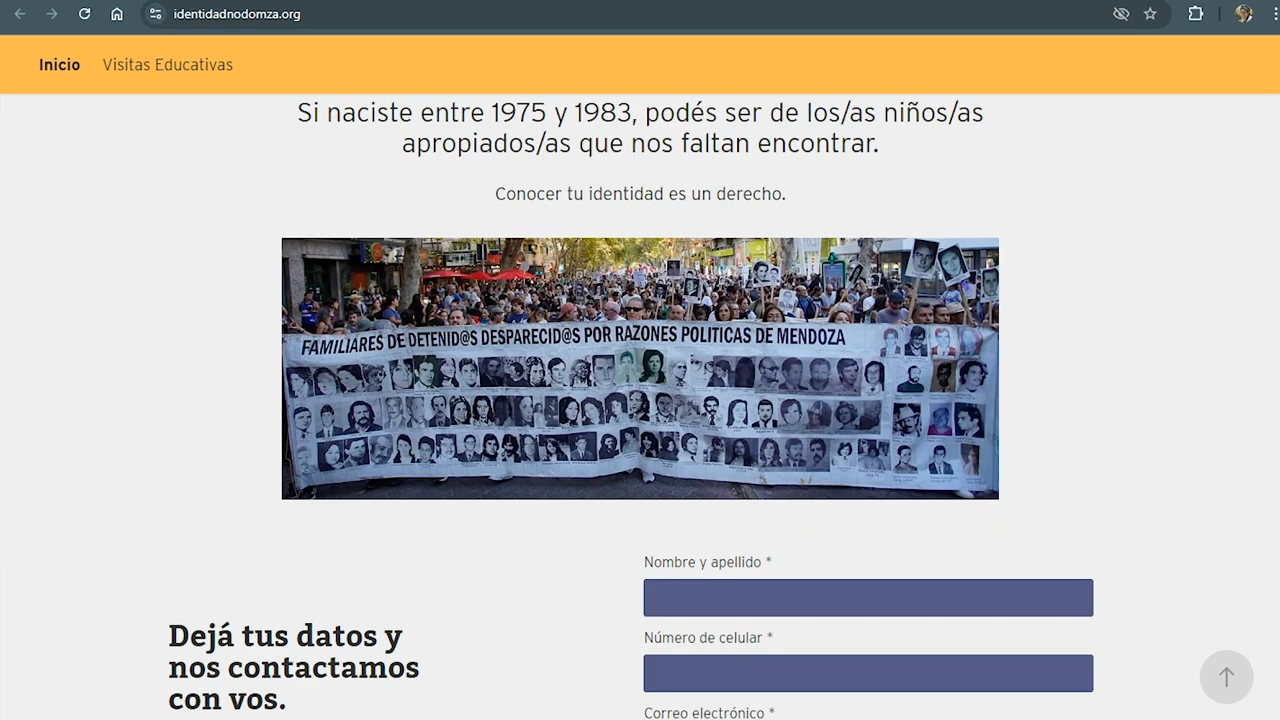 identidadnodomza.org
Inicio Visitas Educativas
Si naciste entre 1975 y 1983, podés ser de los/as niños/as
apropiados/as que nos faltan encontrar.
Conocer tu identidad es un derecho.
FAMILIARES DE DETENID@S DESPARECID@S POR RAZONES POLITICAS DE MENDOZA
Nombre y apellido *
Número de celular *
Correo electrónico *
Dejá tus datos y
nos contactamos
con vos.